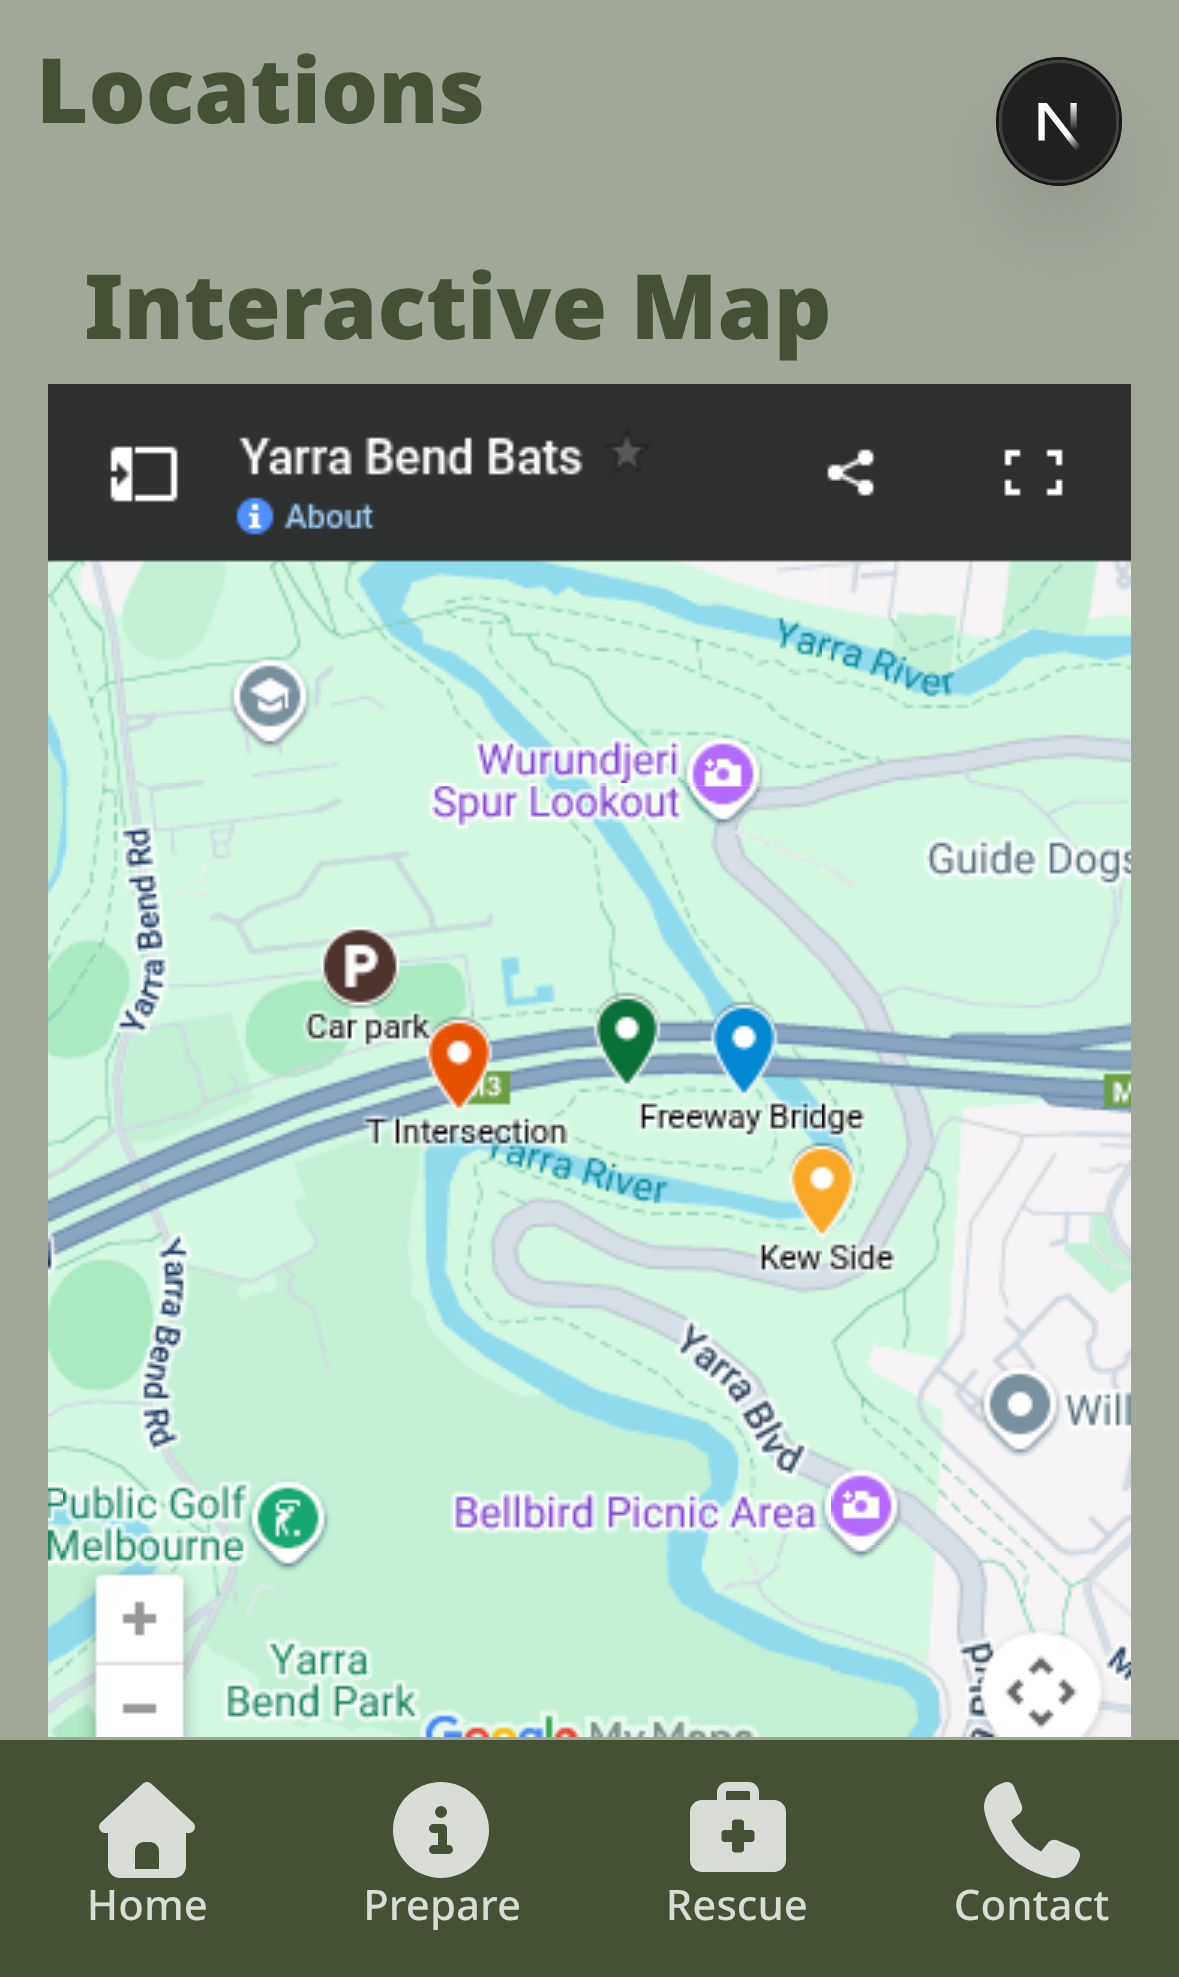 Locations
N
Interactive Map
Yarra Bend Bats
About
Yarra River
Wurundjeri
Spur Lookout
Guide Dogs
Yarra Bend Rd
P
Car park
T Intersection
Freeway Bridge
Yarra River
Kew Side
Yarra Bend Rd
Yarra Blvd
Public Golf
Melbourne
Bellbird Picnic Area
Yarra
Bend Park
Google My Maps
Home
Prepare
Rescue
Contact